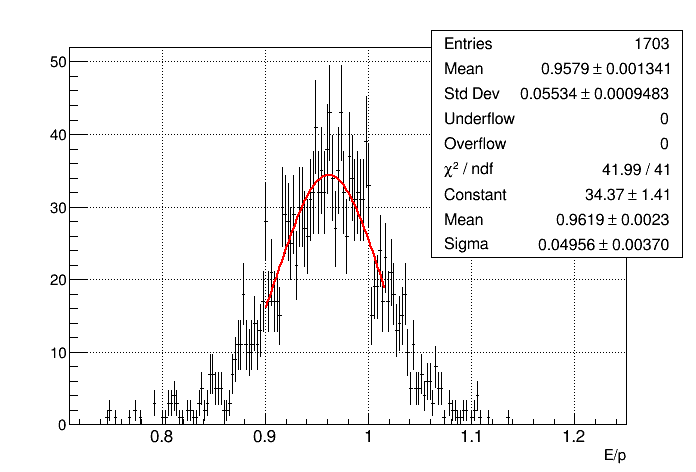 Entries 1703
Mean 0.9579 ± 0.001341
Std Dev 0.05534 ± 0.0009483
Underflow 0
Overflow 0
χ² / ndf 41.99 / 41
Constant 34.37 ± 1.41
Mean 0.9619 ± 0.0023
Sigma 0.04956 ± 0.00370
50
40
30
20
10
0
0.8 0.9 1 1.1 1.2
E/p